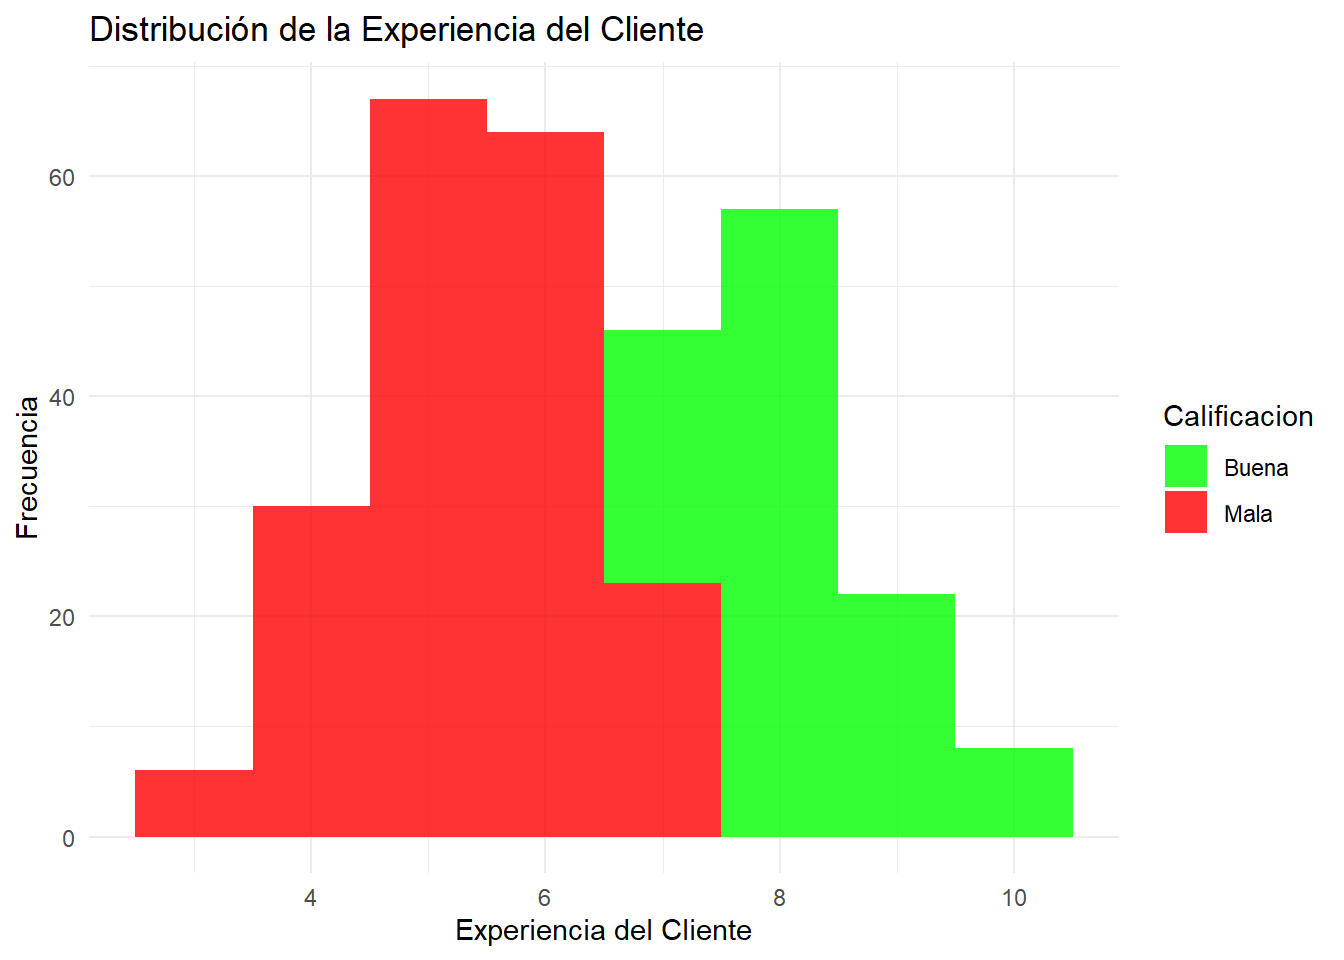 Distribución de la Experiencia del Cliente
Frecuencia
60
40
20
0
4 6 8 10
Experiencia del Cliente
Calificacion
Buena
Mala